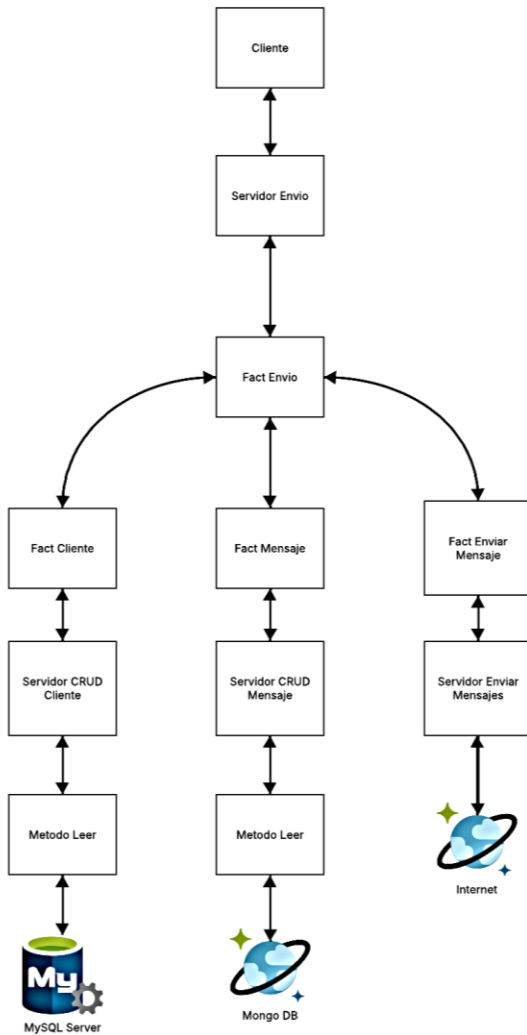 Cliente
Servidor Envio
Fact Envio
Fact Cliente
Fact Mensaje
Fact Enviar
Mensaje
Servidor CRUD
Cliente
Servidor CRUD
Mensaje
Servidor Enviar
Mensajes
Metodo Leer
Metodo Leer
Internet
My
MySQL Server
Mongo DB